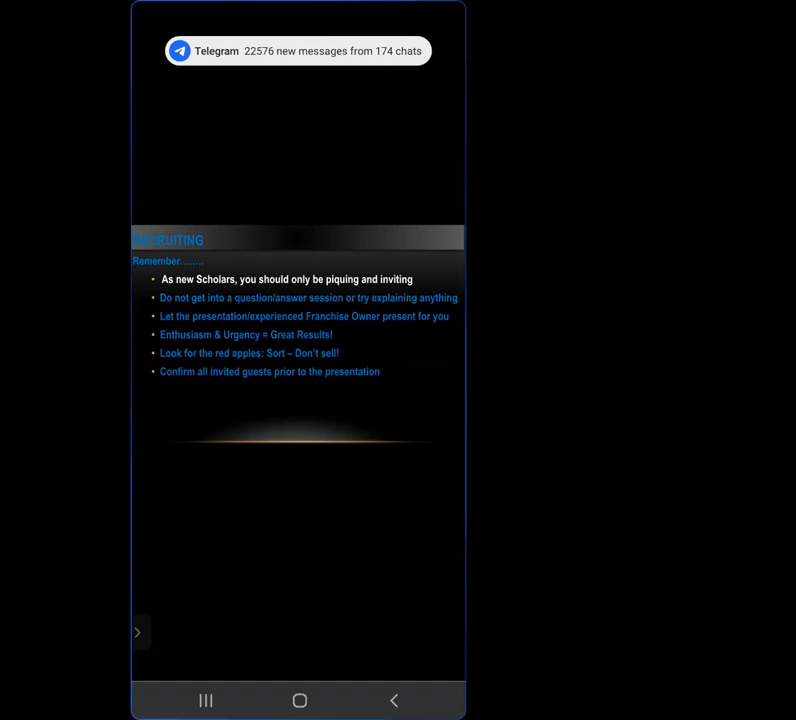 Telegram 22576 new messages from 174 chats
RECRUITING
Remember........
• As new Scholars, you should only be piquing and inviting
• Do not get into a question/answer session or try explaining anything
• Let the presentation/experienced Franchise Owner present for you
• Enthusiasm & Urgency = Great Results!
• Look for the red apples: Sort – Don't sell!
• Confirm all invited guests prior to the presentation